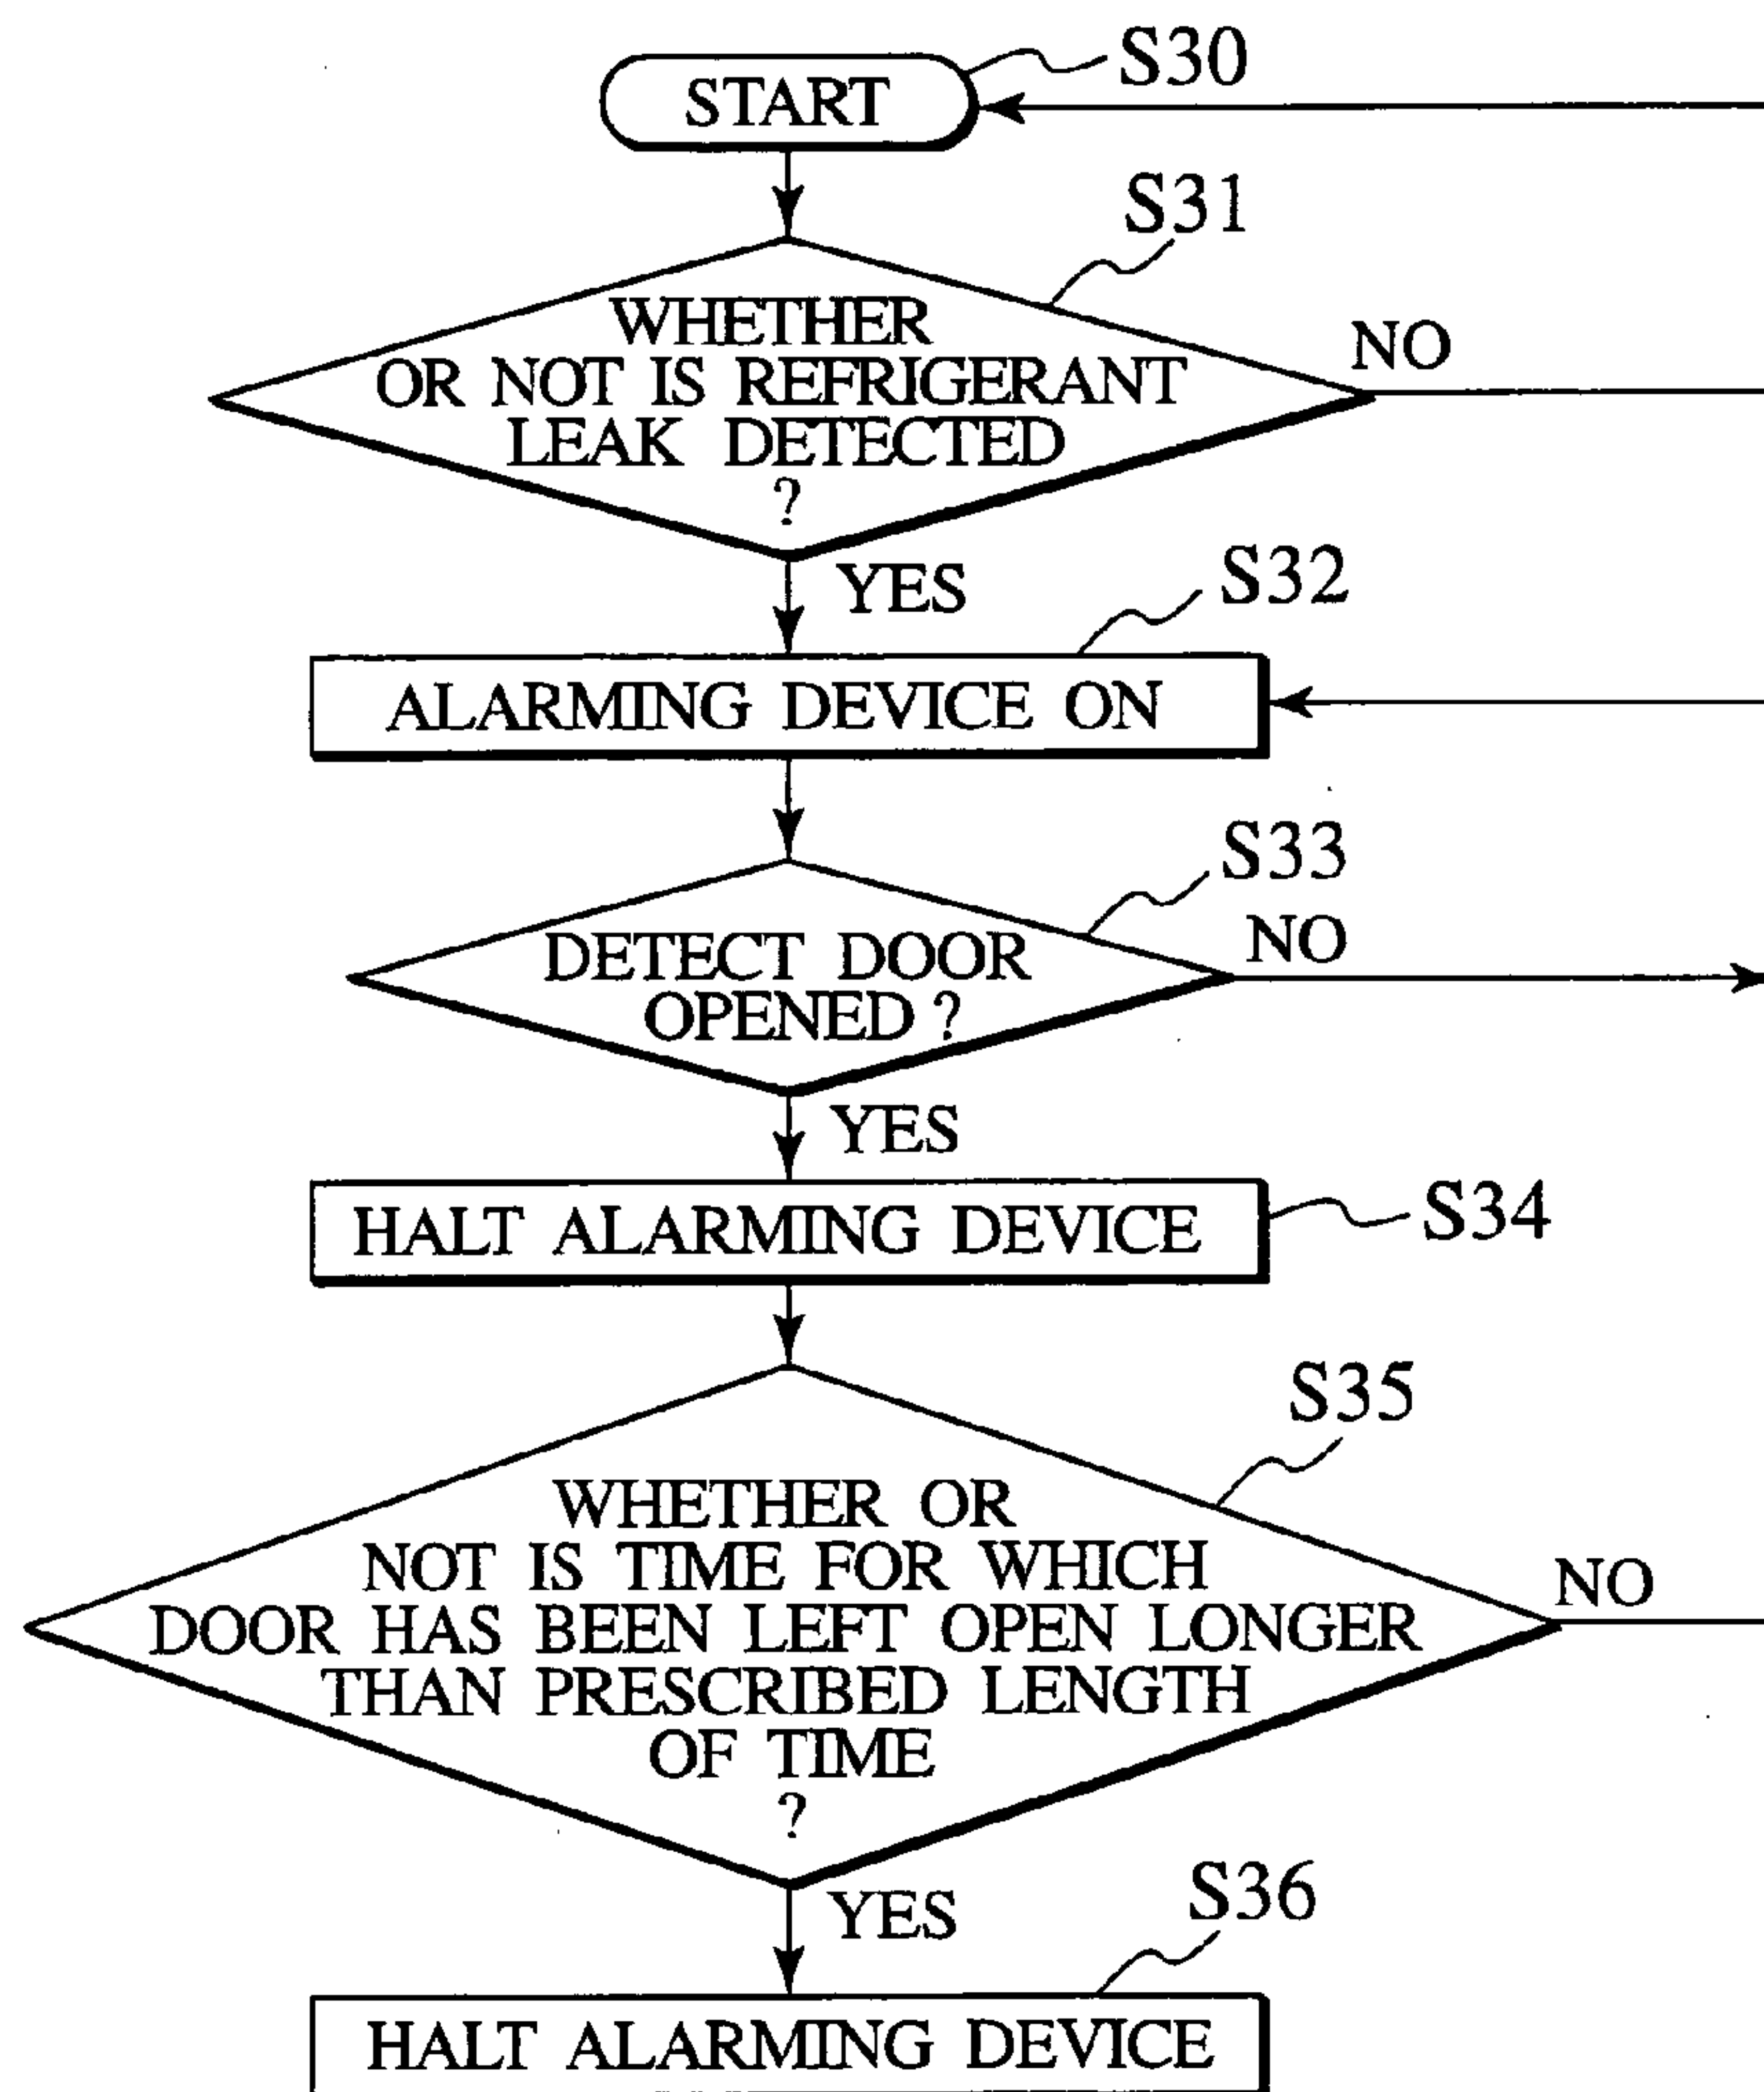 START
S30
S31
WHETHER
OR NOT IS REFRIGERANT
LEAK DETECTED
?
NO
YES
S32
ALARMING DEVICE ON
S33
DETECT DOOR
OPENED ?
NO
YES
HALT ALARMING DEVICE
S34
S35
WHETHER OR
NOT IS TIME FOR WHICH
DOOR HAS BEEN LEFT OPEN LONGER
THAN PRESCRIBED LENGTH
OF TIME
?
NO
YES
S36
HALT ALARMING DEVICE